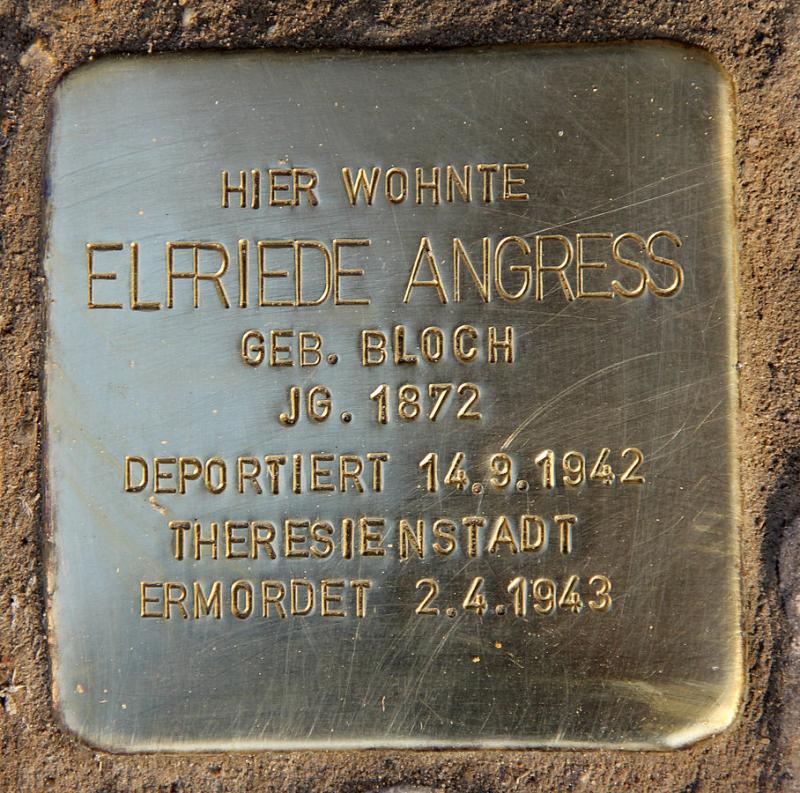 HIER WOHNTE
ELFRIEDE ANGRESS
GEB. BLOCH
JG. 1872
DEPORTIERT 14.9.1942
THERESIENSTADT
ERMORDET 2.4.1943